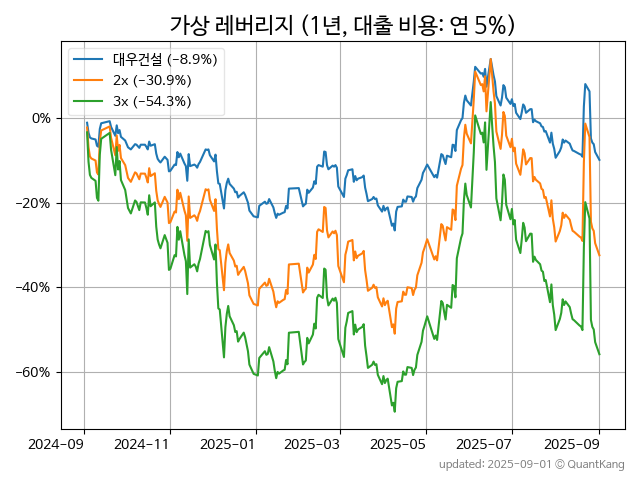 가상 레버리지 (1년, 대출 비용: 연 5%)
대우건설 (−8.9%)
2x (−30.9%)
3x (−54.3%)
0%
−20%
−40%
−60%
2024-09 2024-11 2025-01 2025-03 2025-05 2025-07 2025-09
updated: 2025-09-01 © QuantKang